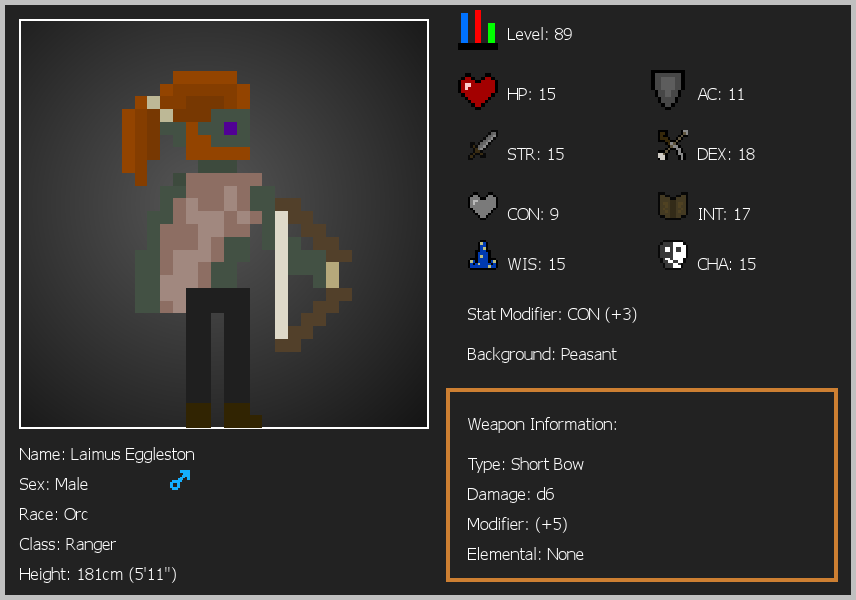 Level: 89
HP: 15
AC: 11
STR: 15
DEX: 18
CON: 9
INT: 17
WIS: 15
CHA: 15
Stat Modifier: CON (+3)
Background: Peasant
Weapon Information:
Type: Short Bow
Damage: d6
Modifier: (+5)
Elemental: None
Name: Laimus Eggleston
Sex: Male
Race: Orc
Class: Ranger
Height: 181cm (5'11")